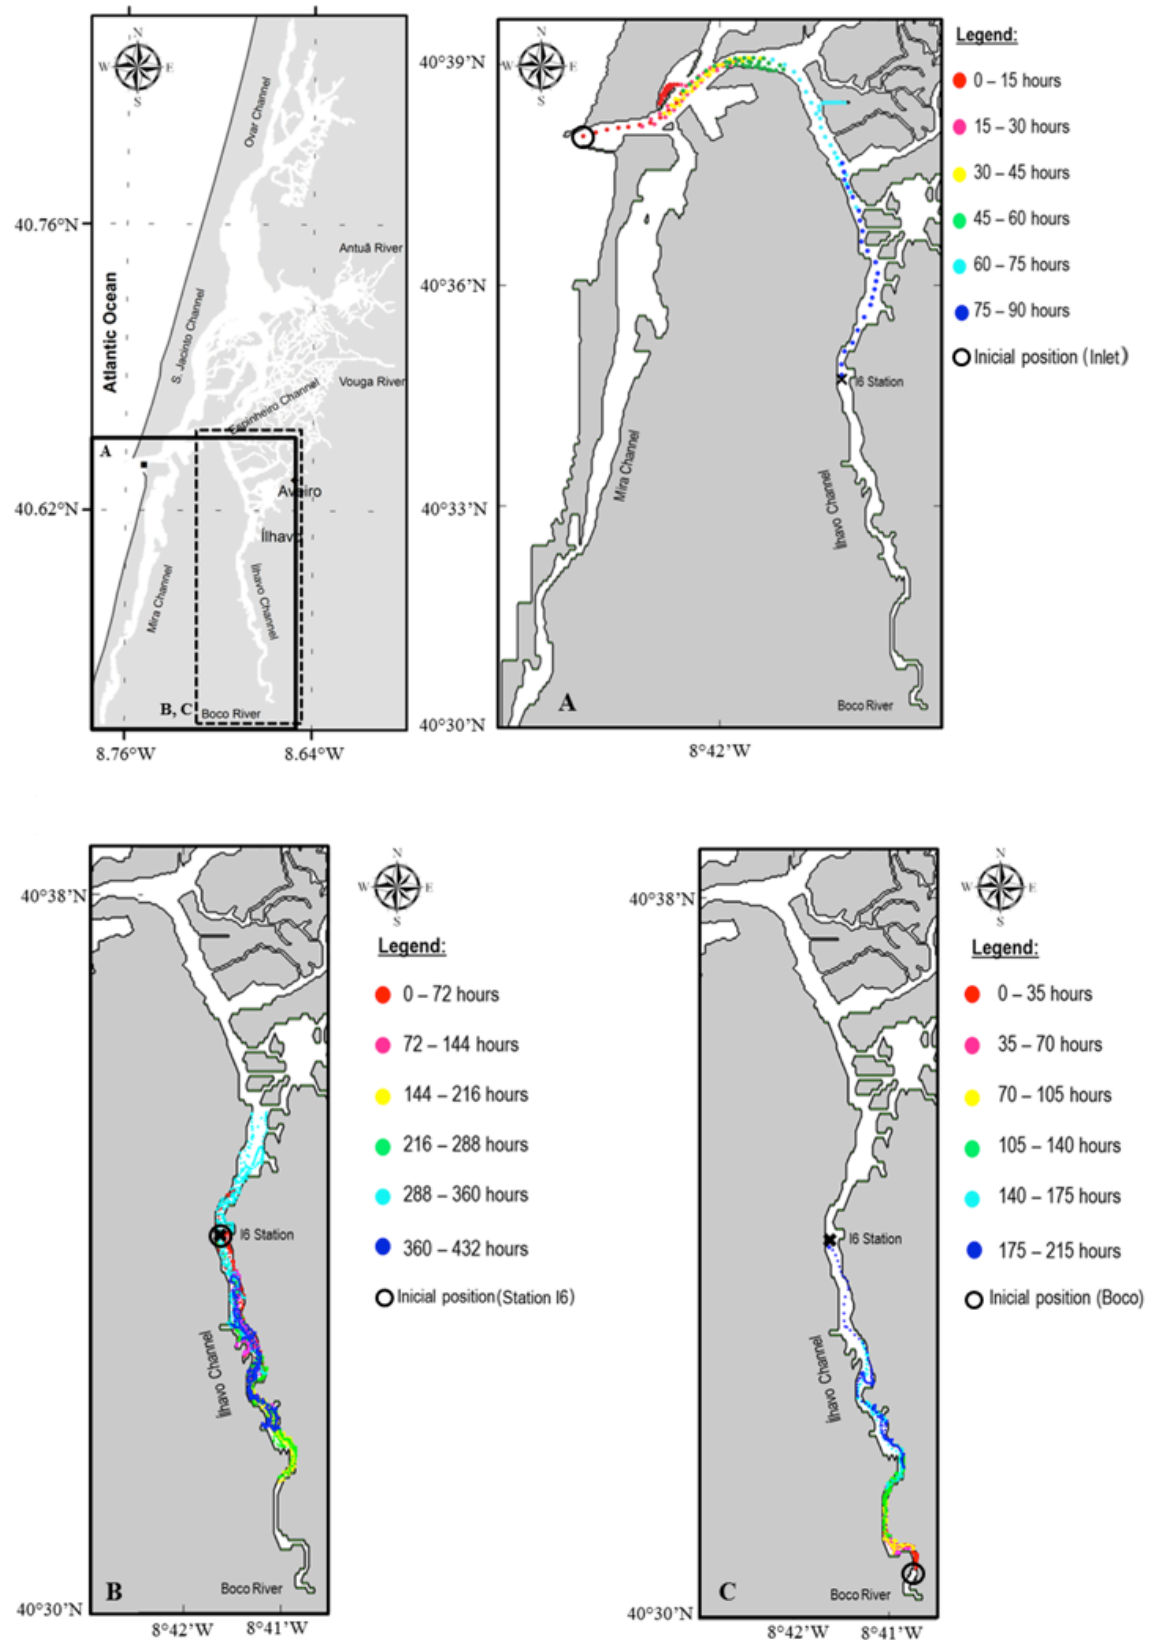 N
W E
S
Ovar Channel
40.76°N
Antuã River
Atlantic Ocean
S. Jacinto Channel
Vouga River
Espinheiro Channel
A
Aveiro
40.62°N
Ílhavo
Mira Channel
Ílhavo Channel
B, C
Boco River
8.76°W
8.64°W
40°39'N
N
W E
S
40°36'N
I6 Station
Mira Channel
40°33'N
Ílhavo Channel
A
Boco River
40°30'N
8°42'W
Legend:
0 – 15 hours
15 – 30 hours
30 – 45 hours
45 – 60 hours
60 – 75 hours
75 – 90 hours
Inicial position (Inlet)
40°38'N
I6 Station
Ílhavo Channel
B
Boco River
40°30'N
8°42'W
8°41'W
N
W E
S
Legend:
0 – 72 hours
72 – 144 hours
144 – 216 hours
216 – 288 hours
288 – 360 hours
360 – 432 hours
Inicial position (Station I6)
40°38'N
I6 Station
Ílhavo Channel
C
Boco River
40°30'N
8°42'W
8°41'W
N
W E
S
Legend:
0 – 35 hours
35 – 70 hours
70 – 105 hours
105 – 140 hours
140 – 175 hours
175 – 215 hours
Inicial position (Boco)